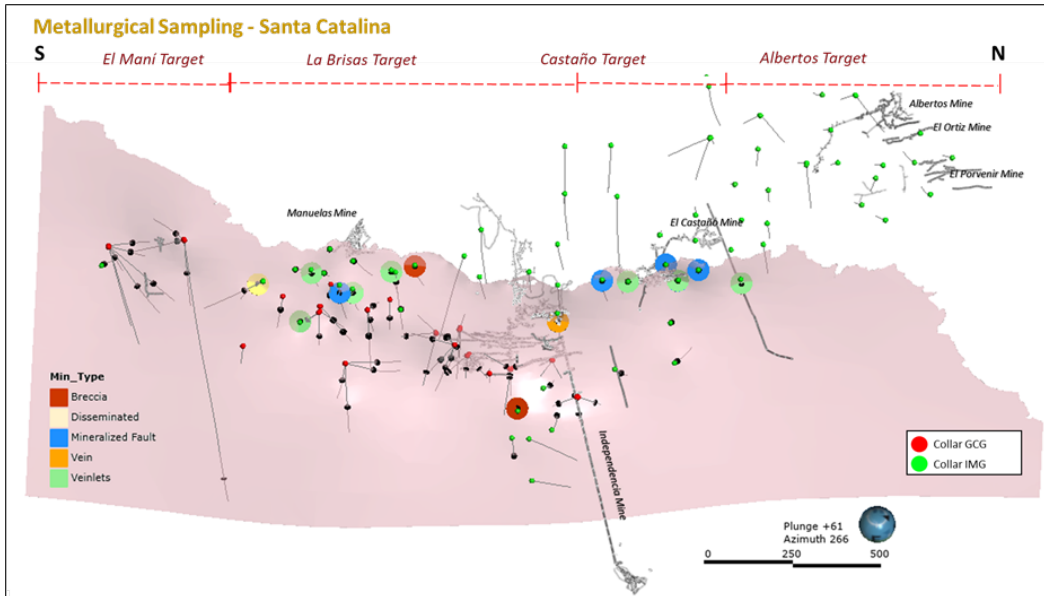 Metallurgical Sampling - Santa Catalina
S
N
El Maní Target
La Brisas Target
Castaño Target
Albertos Target
Albertos Mine
El Ortiz Mine
El Porvenir Mine
Manuelas Mine
El Castaño Mine
Independencia Mine
Min_Type
Breccia
Disseminated
Mineralized Fault
Vein
Veinlets
Collar GCG
Collar IMG
Plunge +61
Azimuth 266
0 250 500